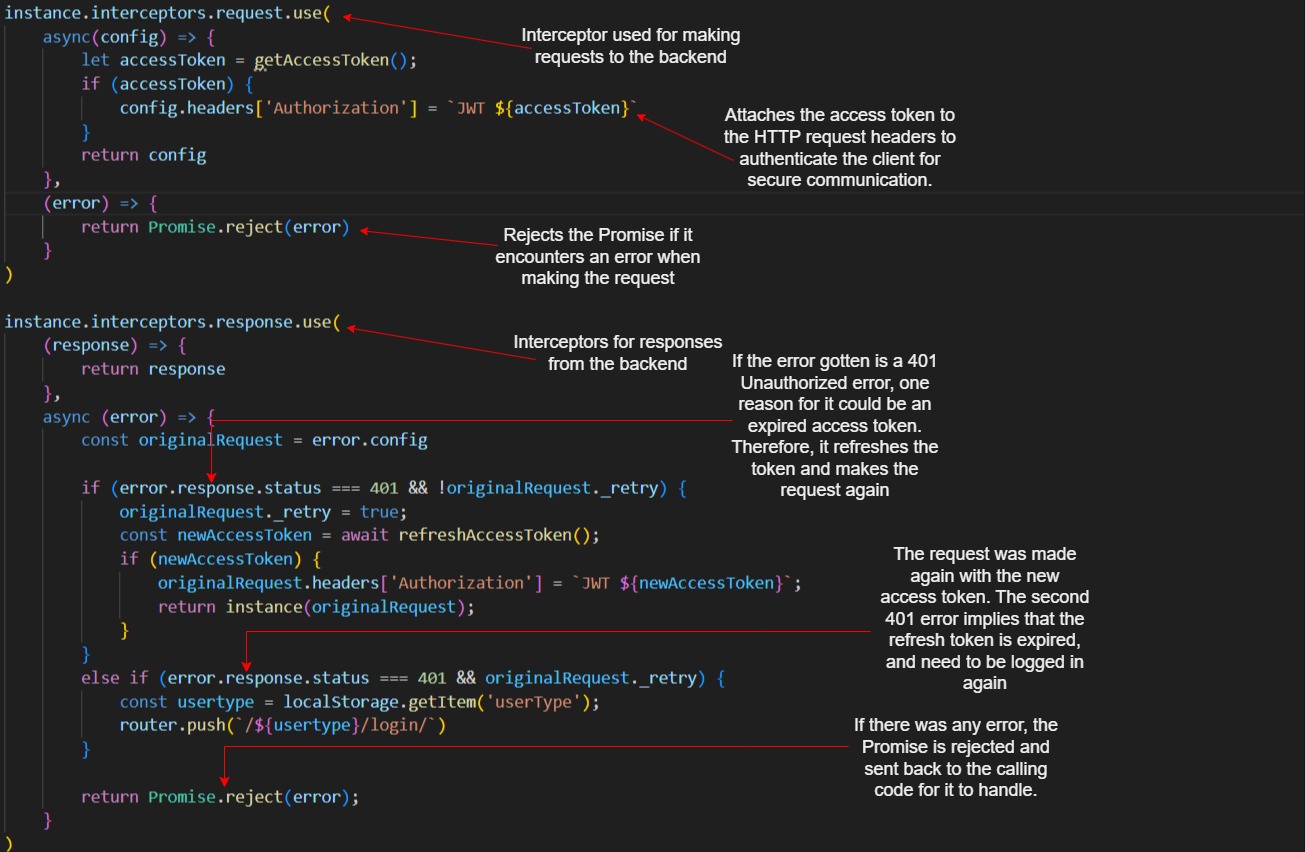 instance.interceptors.request.use(
async(config) => {
let accessToken = getAccessToken();
if (accessToken) {
config.headers['Authorization'] = `JWT ${accessToken}`
}
return config
},
(error) => {
return Promise.reject(error)
}
)
Interceptor used for making
requests to the backend
Attaches the access token to
the HTTP request headers to
authenticate the client for
secure communication.
Rejects the Promise if it
encounters an error when
making the request
instance.interceptors.response.use(
(response) => {
return response
},
async (error) => {
const originalRequest = error.config
if (error.response.status === 401 && !originalRequest._retry) {
originalRequest._retry = true;
const newAccessToken = await refreshAccessToken();
if (newAccessToken) {
originalRequest.headers['Authorization'] = `JWT ${newAccessToken}`;
return instance(originalRequest);
}
}
else if (error.response.status === 401 && originalRequest._retry) {
const usertype = localStorage.getItem('userType');
router.push(`/${usertype}/login/`)
}
return Promise.reject(error);
}
)
Interceptors for responses
from the backend
If the error gotten is a 401
Unauthorized error, one
reason for it could be an
expired access token.
Therefore, it refreshes the
token and makes the
request again
The request was made
again with the new
access token. The second
401 error implies that the
refresh token is expired,
and need to be logged in
again
If there was any error, the
Promise is rejected and
sent back to the calling
code for it to handle.